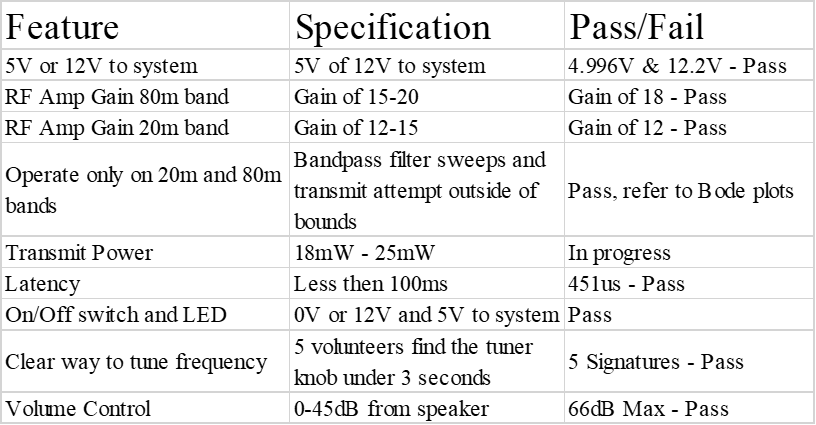 Feature Specification Pass/Fail
5V or 12V to system 5V of 12V to system 4.996V & 12.2V - Pass
RF Amp Gain 80m band Gain of 15-20 Gain of 18 - Pass
RF Amp Gain 20m band Gain of 12-15 Gain of 12 - Pass
Operate only on 20m and 80m
bands
Bandpass filter sweeps and
transmit attempt outside of
bounds
Pass, refer to Bode plots
Transmit Power 18mW - 25mW In progress
Latency Less then 100ms 451us - Pass
On/Off switch and LED 0V or 12V and 5V to system Pass
Clear way to tune frequency
5 volunteers find the tuner
knob under 3 seconds
5 Signatures - Pass
Volume Control 0-45dB from speaker 66dB Max - Pass